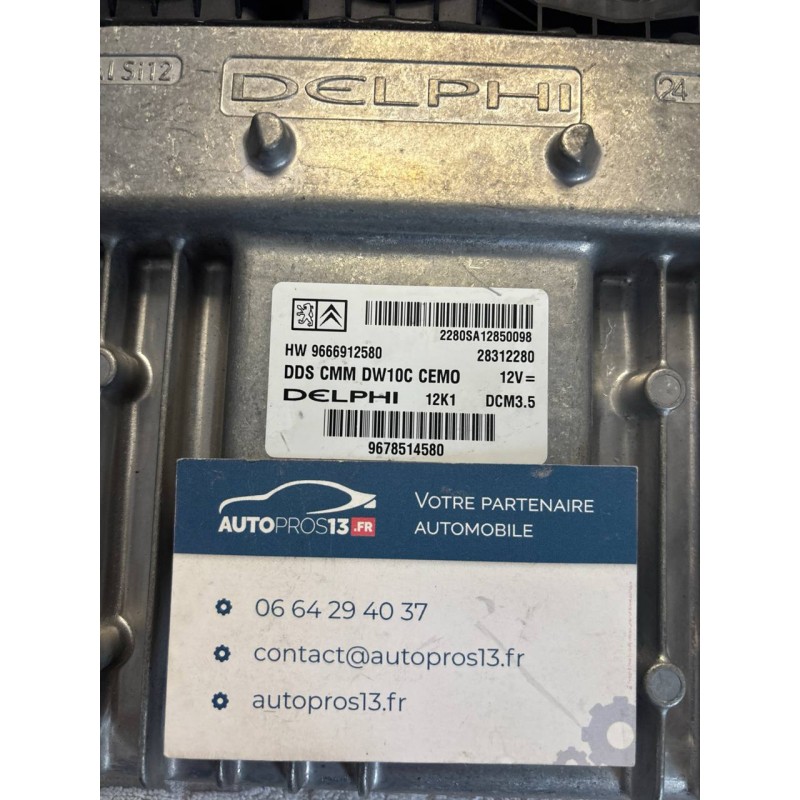 LSi12
DELPHI
24
2280SA12850098
HW 9666912580
28312280
DDS CMM DW10C CEMO
12V=
DELPHI
12K1
DCM3.5
9678514580
AUTOPROS13.FR
VOTRE PARTENAIRE
AUTOMOBILE
06 64 29 40 37
contact@autopros13.fr
autopros13.fr